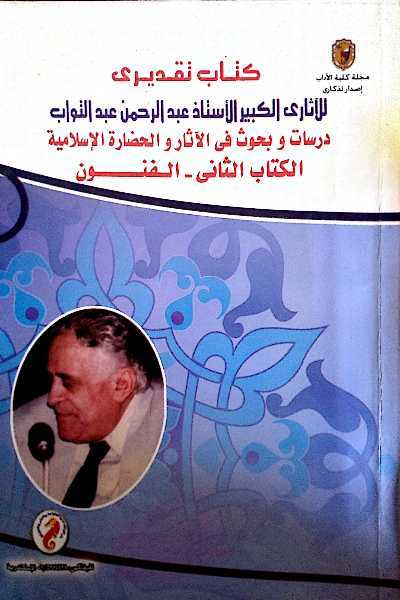 مجلة كلية الآداب
إصدار تذكارى
كتاب تقديرى
للآثارى الكبير الأستاذ عبد الرحمن عبد التواب
درسات و بحوث فى الآثار و الحضارة الإسلامية
الكتاب الثانى - الفنون